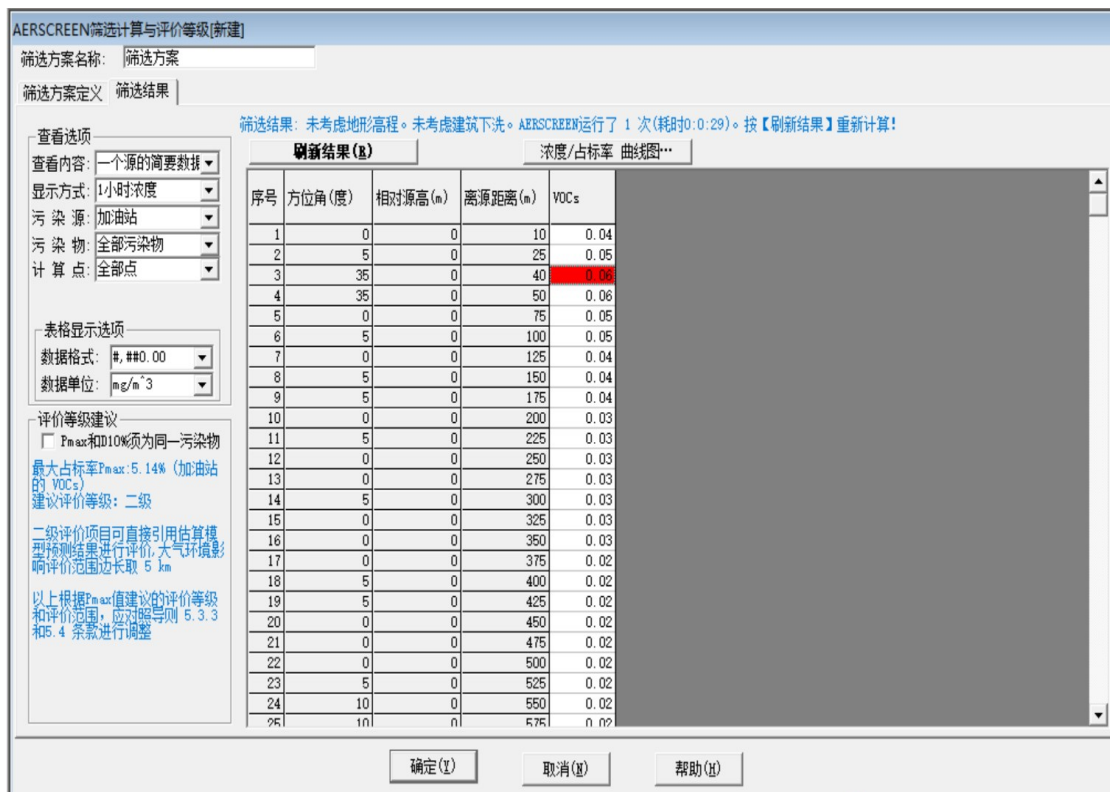 AERSCREEN筛选计算与评价等级[新建]
筛选方案名称: 筛选方案
筛选方案定义 筛选结果
筛选结果: 未考虑地形高程。未考虑建筑下洗。AERSCREEN运行了 1 次(耗时0:0:29)。按【刷新结果】重新计算!
查看选项
查看内容: 一个源的简要数据
显示方式: 1小时浓度
污 染 源: 加油站
污 染 物: 全部污染物
计 算 点: 全部点
表格显示选项
数据格式: #,##0.00
数据单位: mg/m^3
评价等级建议
Pmax和D10%须为同一污染物
最大占标率Pmax:5.14% (加油站
的 VOCs)
建议评价等级: 二级
二级评价项目可直接引用估算模
型预测结果进行评价,大气环境影
响评价范围边长取 5 km
以上根据Pmax值建议的评价等级
和评价范围, 应对照导则 5.3.3
和5.4 条款进行调整
刷新结果(R) 浓度/占标率 曲线图…
序号 方位角(度) 相对源高(m) 离源距离(m) VOCs
1 0 0 10 0.04
2 5 0 25 0.05
3 35 0 40 0.06
4 35 0 50 0.06
5 0 0 75 0.05
6 5 0 100 0.05
7 0 0 125 0.04
8 5 0 150 0.04
9 5 0 175 0.04
10 0 0 200 0.03
11 5 0 225 0.03
12 0 0 250 0.03
13 0 0 275 0.03
14 5 0 300 0.03
15 0 0 325 0.03
16 0 0 350 0.03
17 0 0 375 0.02
18 5 0 400 0.02
19 5 0 425 0.02
20 0 0 450 0.02
21 0 0 475 0.02
22 0 0 500 0.02
23 5 0 525 0.02
24 10 0 550 0.02
25 10 0 575 0.02
确定(Y) 取消(N) 帮助(H)